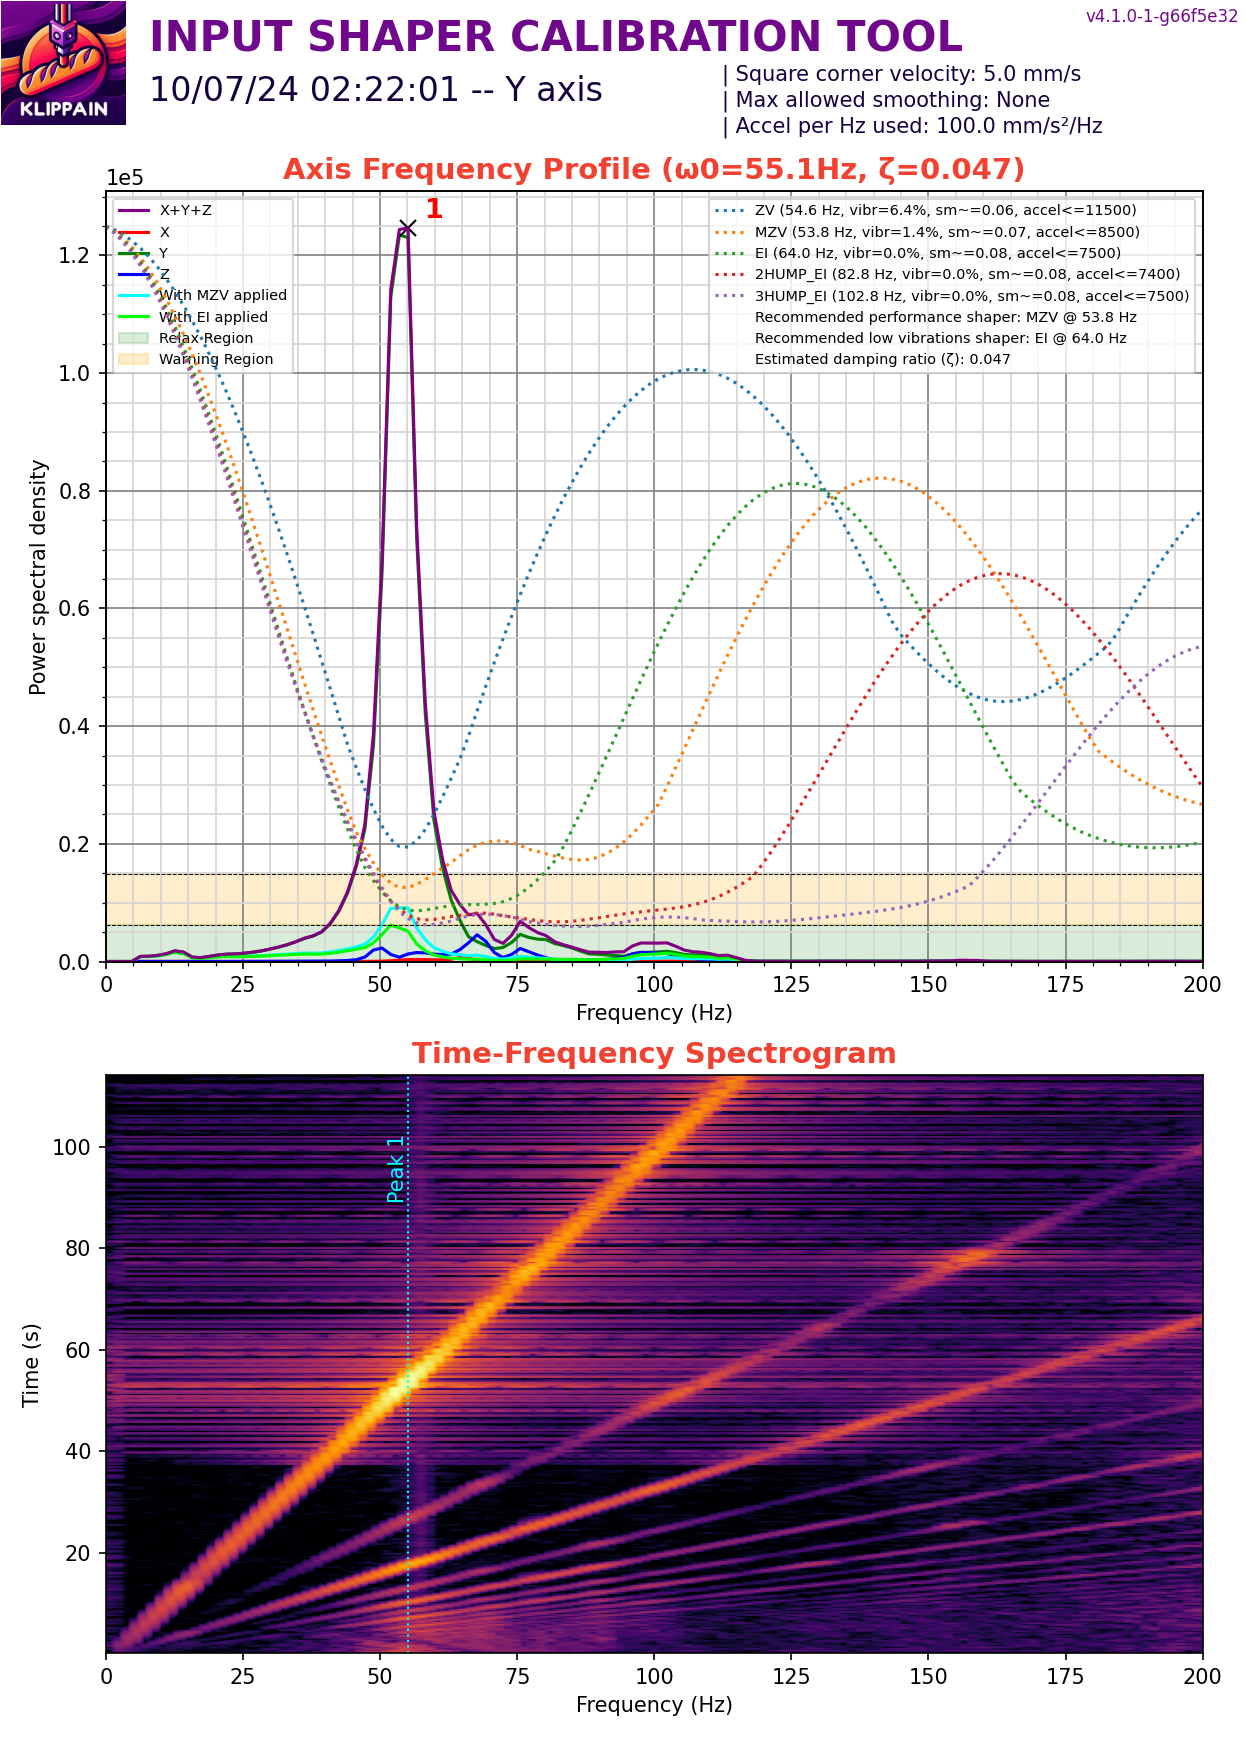 v4.1.0-1-g66f5e32
INPUT SHAPER CALIBRATION TOOL
10/07/24 02:22:01 -- Y axis
| Square corner velocity: 5.0 mm/s
| Max allowed smoothing: None
| Accel per Hz used: 100.0 mm/s²/Hz
KLIPPAIN
Axis Frequency Profile (ω0=55.1Hz, ζ=0.047)
1e5
1
X+Y+Z
X
Y
Z
With MZV applied
With EI applied
Relax Region
Warning Region
ZV (54.6 Hz, vibr=6.4%, sm~=0.06, accel<=11500)
MZV (53.8 Hz, vibr=1.4%, sm~=0.07, accel<=8500)
EI (64.0 Hz, vibr=0.0%, sm~=0.08, accel<=7500)
2HUMP_EI (82.8 Hz, vibr=0.0%, sm~=0.08, accel<=7400)
3HUMP_EI (102.8 Hz, vibr=0.0%, sm~=0.08, accel<=7500)
Recommended performance shaper: MZV @ 53.8 Hz
Recommended low vibrations shaper: EI @ 64.0 Hz
Estimated damping ratio (ζ): 0.047
Power spectral density
1.2
1.0
0.8
0.6
0.4
0.2
0.0
0 25 50 75 100 125 150 175 200
Frequency (Hz)
Time-Frequency Spectrogram
Peak 1
Time (s)
100
80
60
40
20
0 25 50 75 100 125 150 175 200
Frequency (Hz)